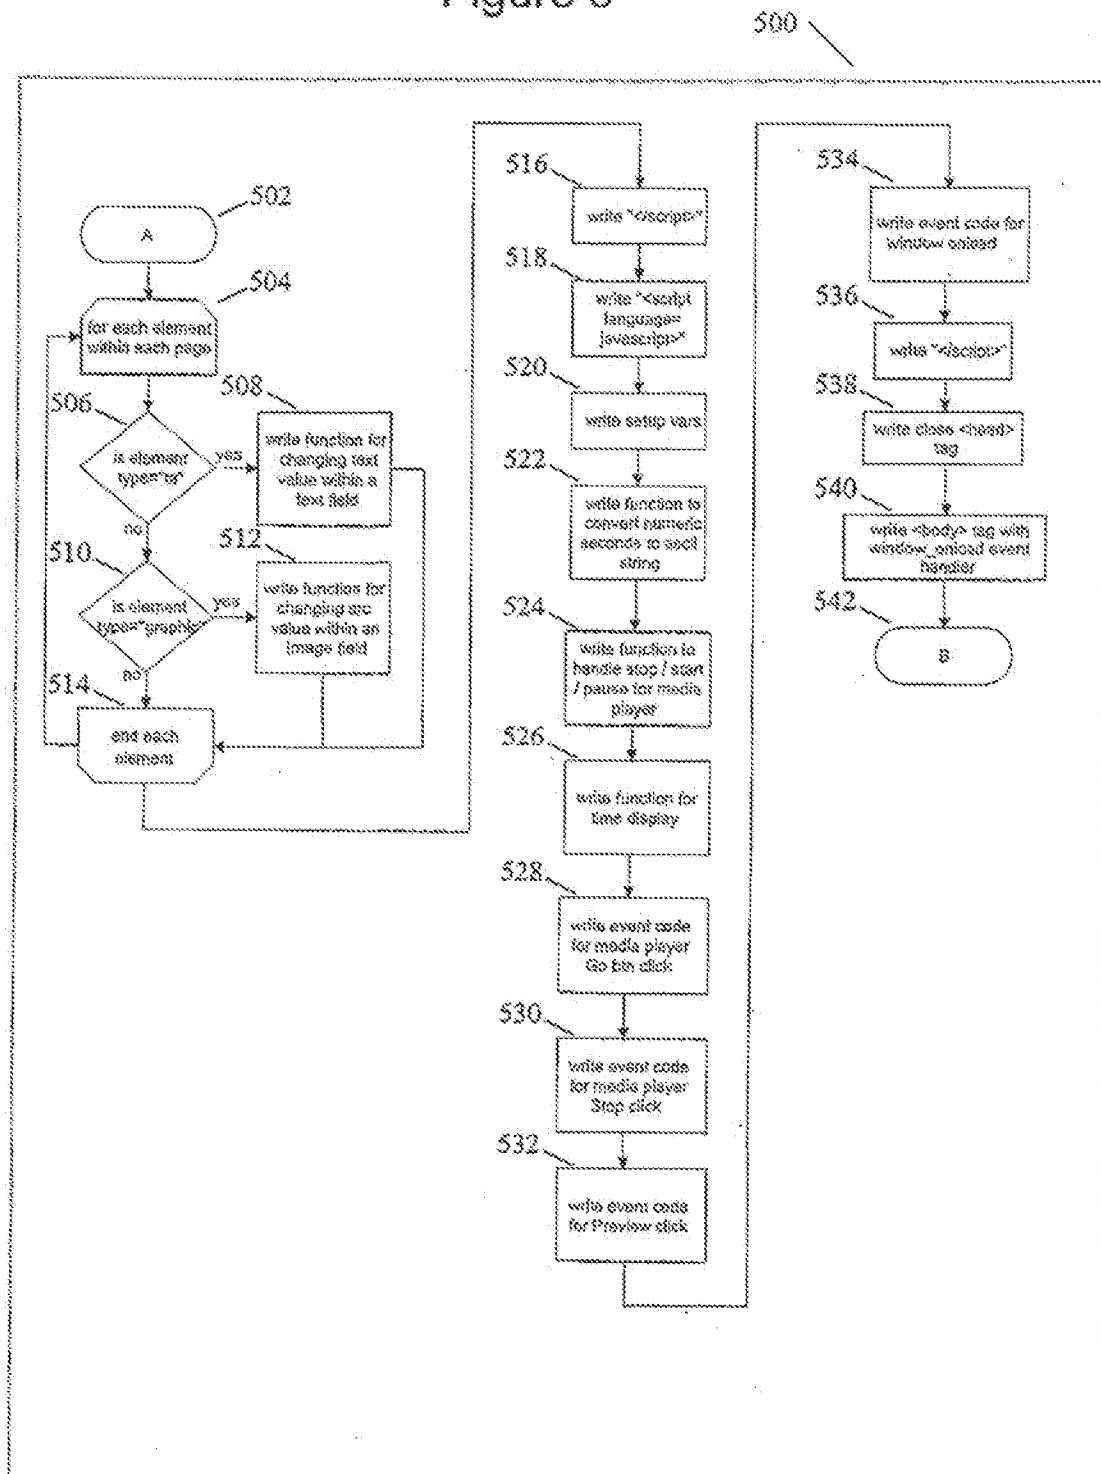 500
502
A
504
for each element
within each page
506
is element
yes
no
508
write function for
changing text
value within a
text field
510
is element
type="graphic"
yes
no
512
write function for
changing src
value within an
image field
514
end each
element
516
write "</script>"
518
write "<script
language=
javascript>"
520
write setup vars
522
write function to
convert numeric
seconds to
string
524
write function to
handle stop / start
/ pause for media
player
526
write function for
time display
528
write event code
for media player
Go btn click
530
write event code
for media player
Stop click
532
write event code
for Preview click
534
write event code for
window onload
536
write "</script>"
538
write close <head>
tag
540
write <body> tag with
window_onload event
handler
542
B